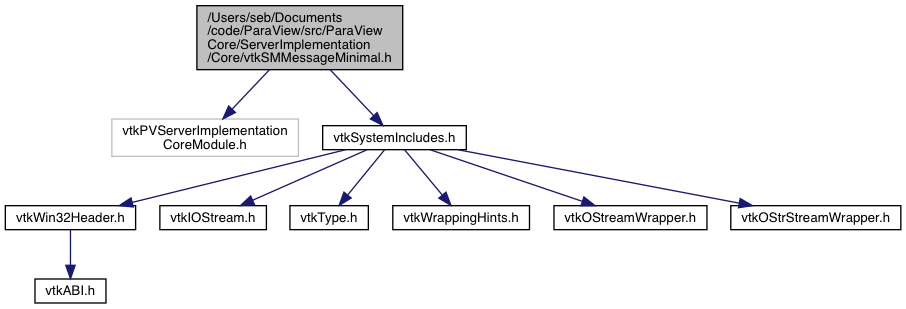 /Users/seb/Documents
/code/ParaView/src/ParaView
Core/ServerImplementation
/Core/vtkSMMessageMinimal.h
vtkPVServerImplementation
CoreModule.h
vtkSystemIncludes.h
vtkWin32Header.h
vtkIOStream.h
vtkType.h
vtkWrappingHints.h
vtkOStreamWrapper.h
vtkOStrStreamWrapper.h
vtkABI.h